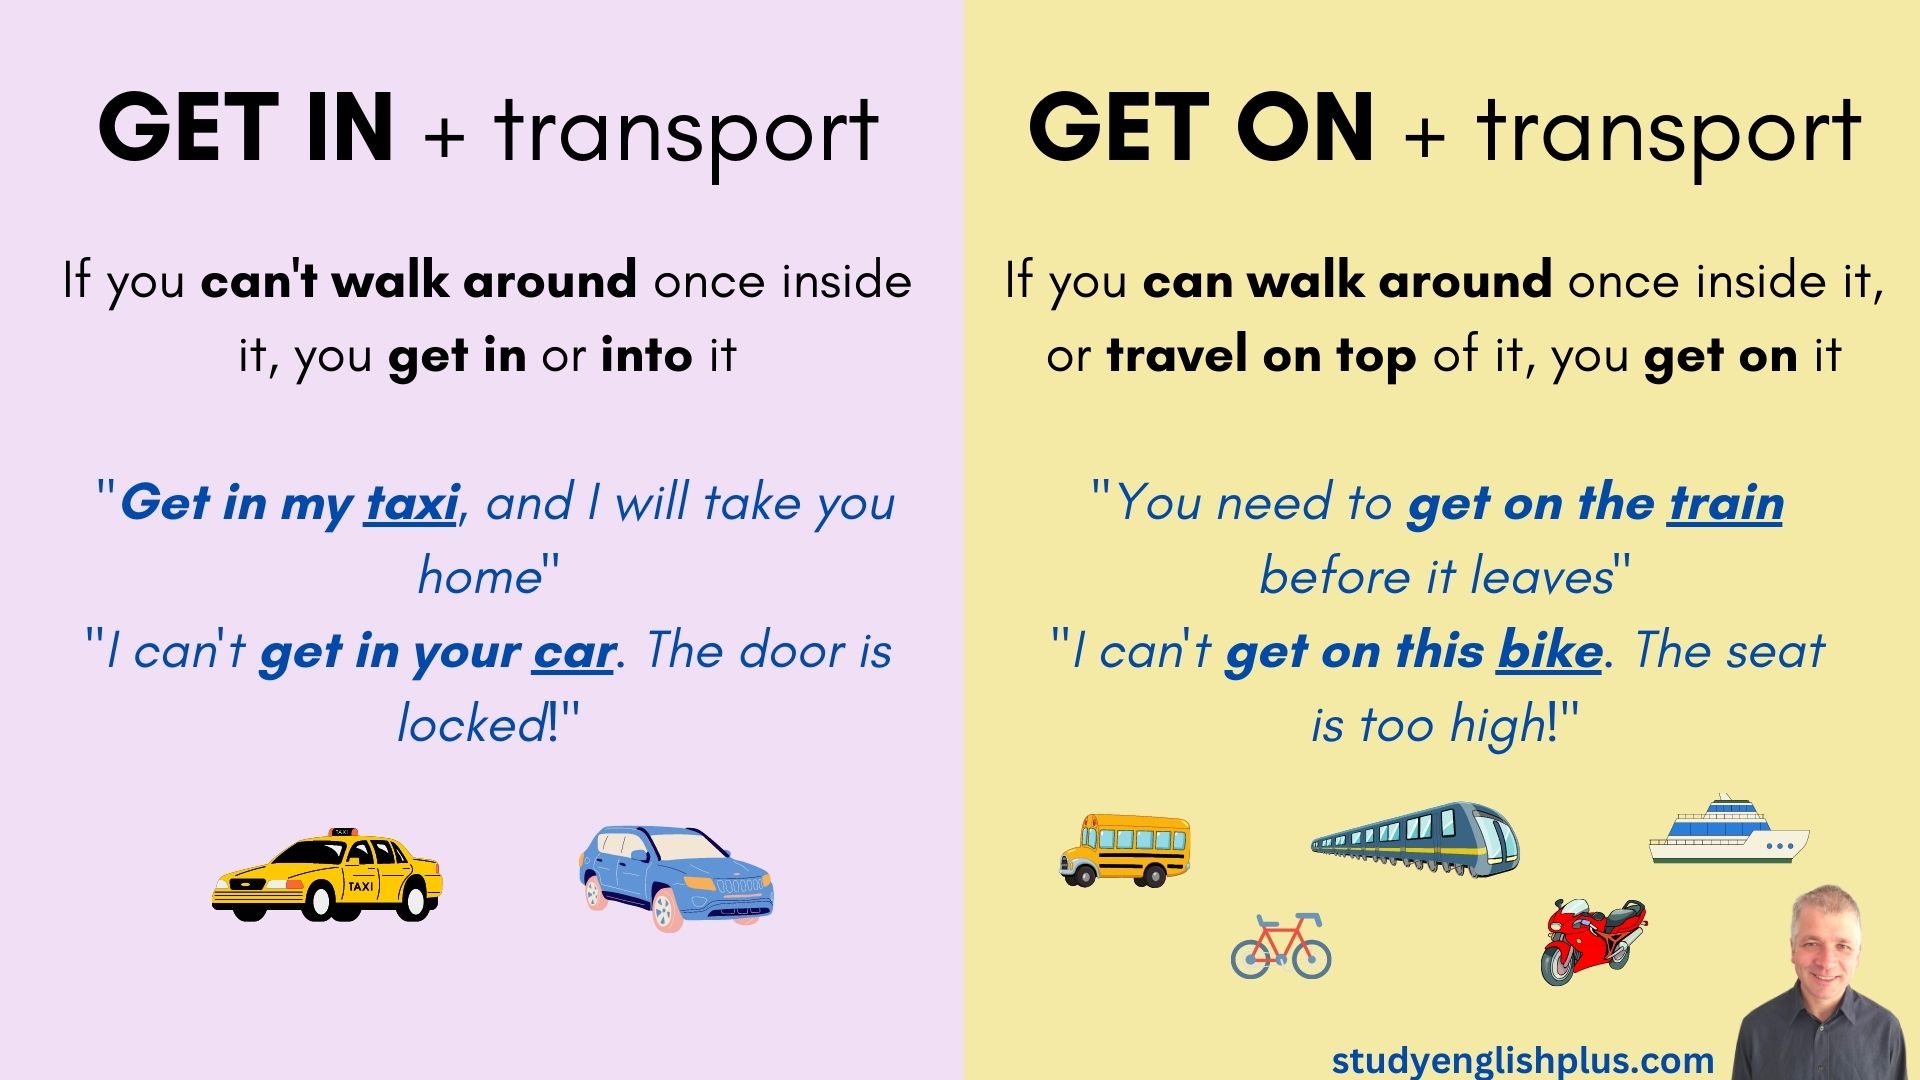 GET IN + transport
If you can't walk around once inside
it, you get in or into it
"Get in my taxi, and I will take you
home"
"I can't get in your car. The door is
locked!"
TAXI
TAXI
GET ON + transport
If you can walk around once inside it,
or travel on top of it, you get on it
"You need to get on the train
before it leaves"
"I can't get on this bike. The seat
is too high!"
studyenglishplus.com